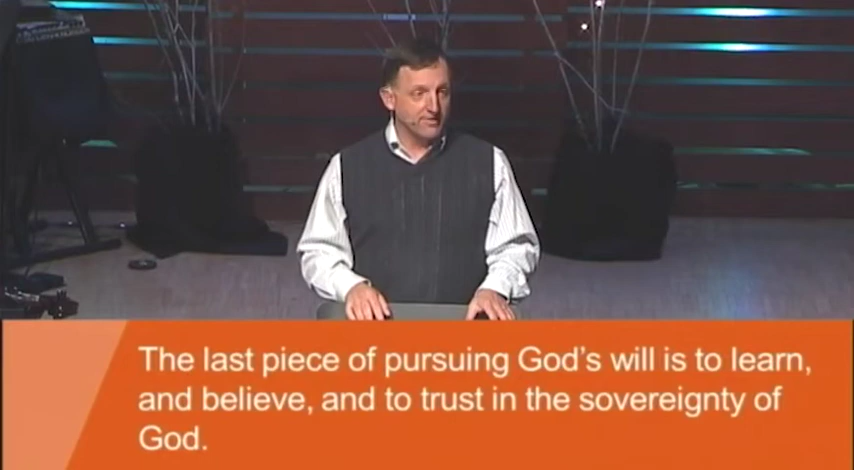 The last piece of pursuing God's will is to learn,
and believe, and to trust in the sovereignty of
God.